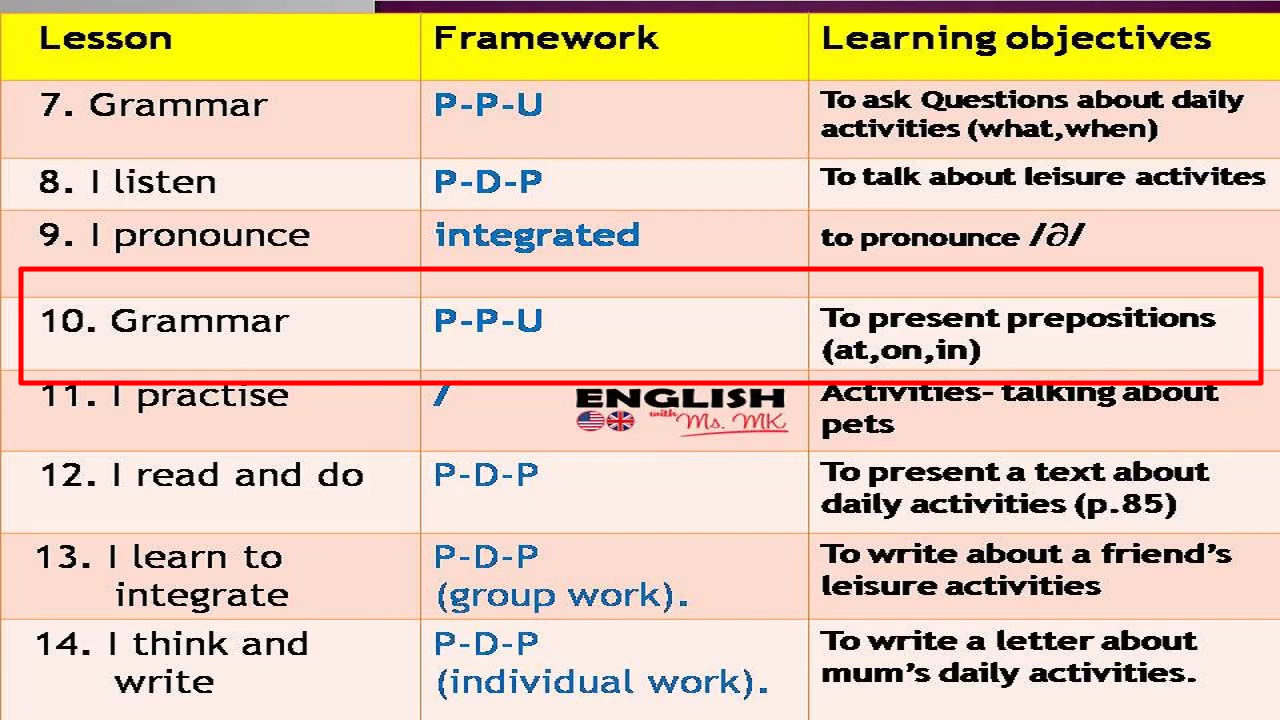 Lesson Framework Learning objectives
7. Grammar P-P-U To ask Questions about daily
activities (what,when)
8. I listen P-D-P To talk about leisure activites
9. I pronounce integrated to pronounce /∂/
10. Grammar P-P-U To present prepositions
(at,on,in)
11. I practise / Activities- talking about
pets
ENGLISH
with Ms. MK
12. I read and do P-D-P To present a text about
daily activities (p.85)
13. I learn to P-D-P To write about a friend’s
integrate (group work). leisure activities
14. I think and P-D-P To write a letter about
write (individual work). mum’s daily activities.